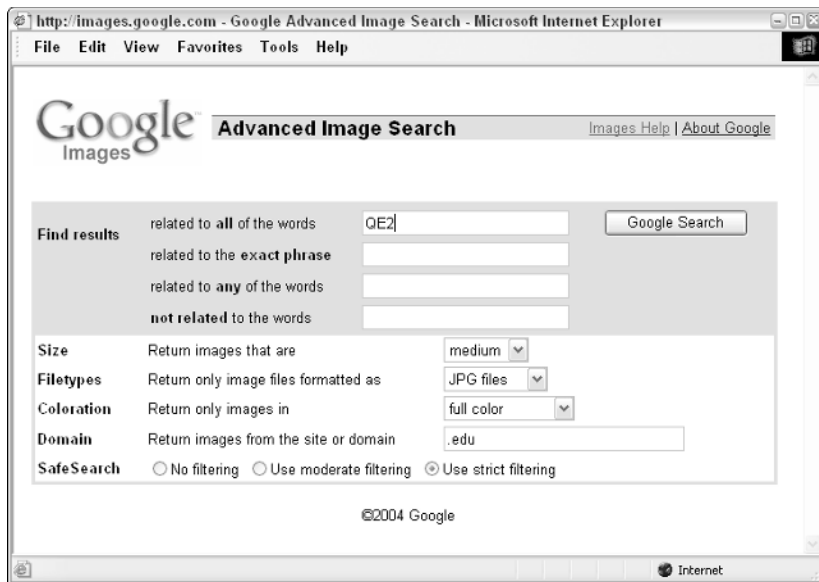 http://images.google.com - Google Advanced Image Search - Microsoft Internet Explorer
File Edit View Favorites Tools Help
Google™
Images
Advanced Image Search
Images Help | About Google
Find results
related to all of the words QE2
Google Search
related to the exact phrase
related to any of the words
not related to the words
Size Return images that are medium
Filetypes Return only image files formatted as JPG files
Coloration Return only images in full color
Domain Return images from the site or domain .edu
SafeSearch No filtering Use moderate filtering Use strict filtering
©2004 Google
Internet